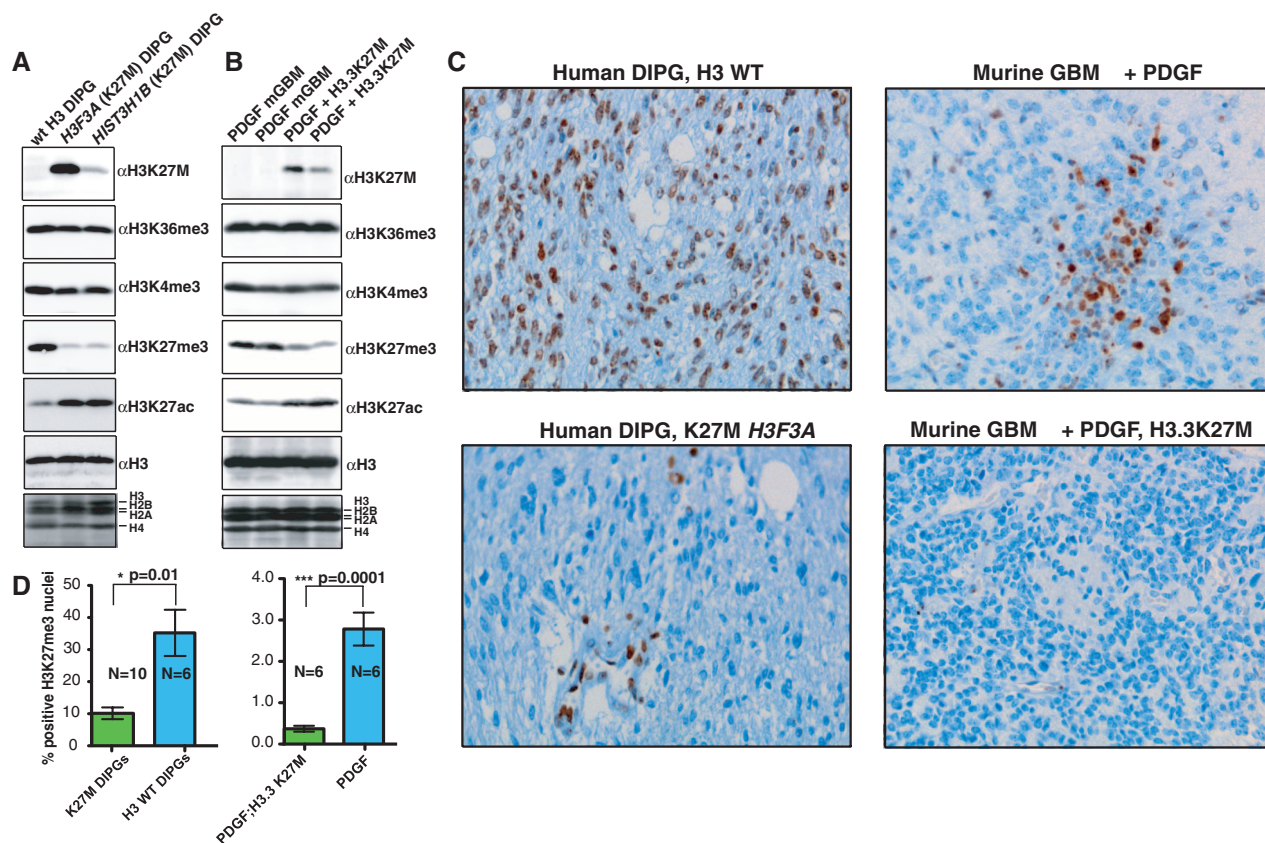 A
wt H3 DIPG
H3F3A (K27M) DIPG
HIST3H1B (K27M) DIPG
αH3K27M
αH3K36me3
αH3K4me3
αH3K27me3
αH3K27ac
αH3
H3
H2B
H2A
H4
B
PDGF mGBM
PDGF mGBM
PDGF + H3.3K27M
PDGF + H3.3K27M
αH3K27M
αH3K36me3
αH3K4me3
αH3K27me3
αH3K27ac
αH3
H3
H2B
H2A
H4
C
Human DIPG, H3 WT
Murine GBM + PDGF
Human DIPG, K27M H3F3A
Murine GBM + PDGF, H3.3K27M
D
% positive H3K27me3 nuclei
50
40
30
20
10
0
* p=0.01
N=10
N=6
K27M DIPGs
H3 WT DIPGs
4.0
3.0
2.0
1.0
0.0
*** p=0.0001
N=6
N=6
PDGF;H3.3 K27M
PDGF